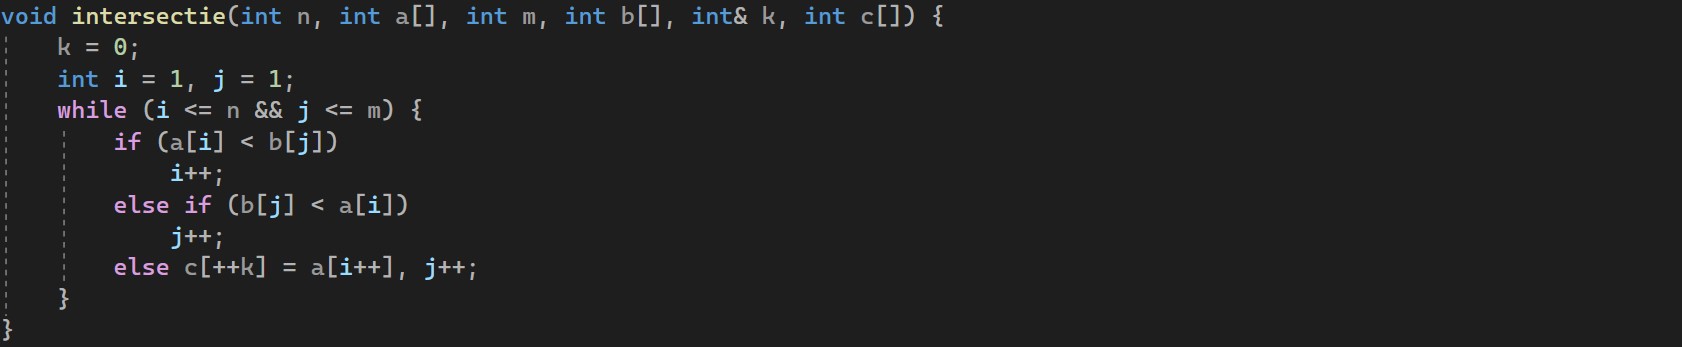 void intersectie(int n, int a[], int m, int b[], int& k, int c[]) {
    k = 0;
    int i = 1, j = 1;
    while (i <= n && j <= m) {
        if (a[i] < b[j])
            i++;
        else if (b[j] < a[i])
            j++;
        else c[++k] = a[i++], j++;
    }
}